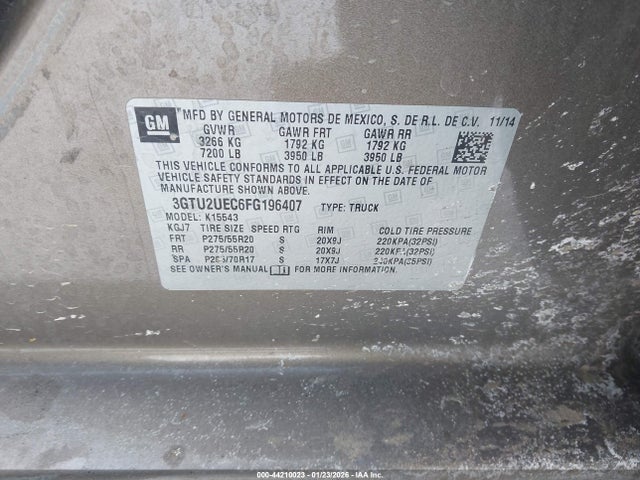 GM
MFD BY GENERAL MOTORS DE MEXICO, S. DE R.L. DE C.V. 11/14
GVWR GAWR FRT GAWR RR
3266 KG 1792 KG 1792 KG
7200 LB 3950 LB 3950 LB
THIS VEHICLE CONFORMS TO ALL APPLICABLE U.S. FEDERAL MOTOR
VEHICLE SAFETY STANDARDS IN EFFECT ON THE DATE OF
MANUFACTURE SHOWN ABOVE.
3GTU2UEC6FG196407 TYPE: TRUCK
MODEL: K15543
KGJ7 TIRE SIZE SPEED RTG RIM COLD TIRE PRESSURE
FRT P275/55R20 S 20X9J 220KPA(32PSI)
RR P275/55R20 S 20X9J 220KPA(32PSI)
SPA S 17X7J
SEE OWNER'S MANUAL FOR MORE INFORMATION.
000-44210023 - 01/23/2026 - IAAI.CA